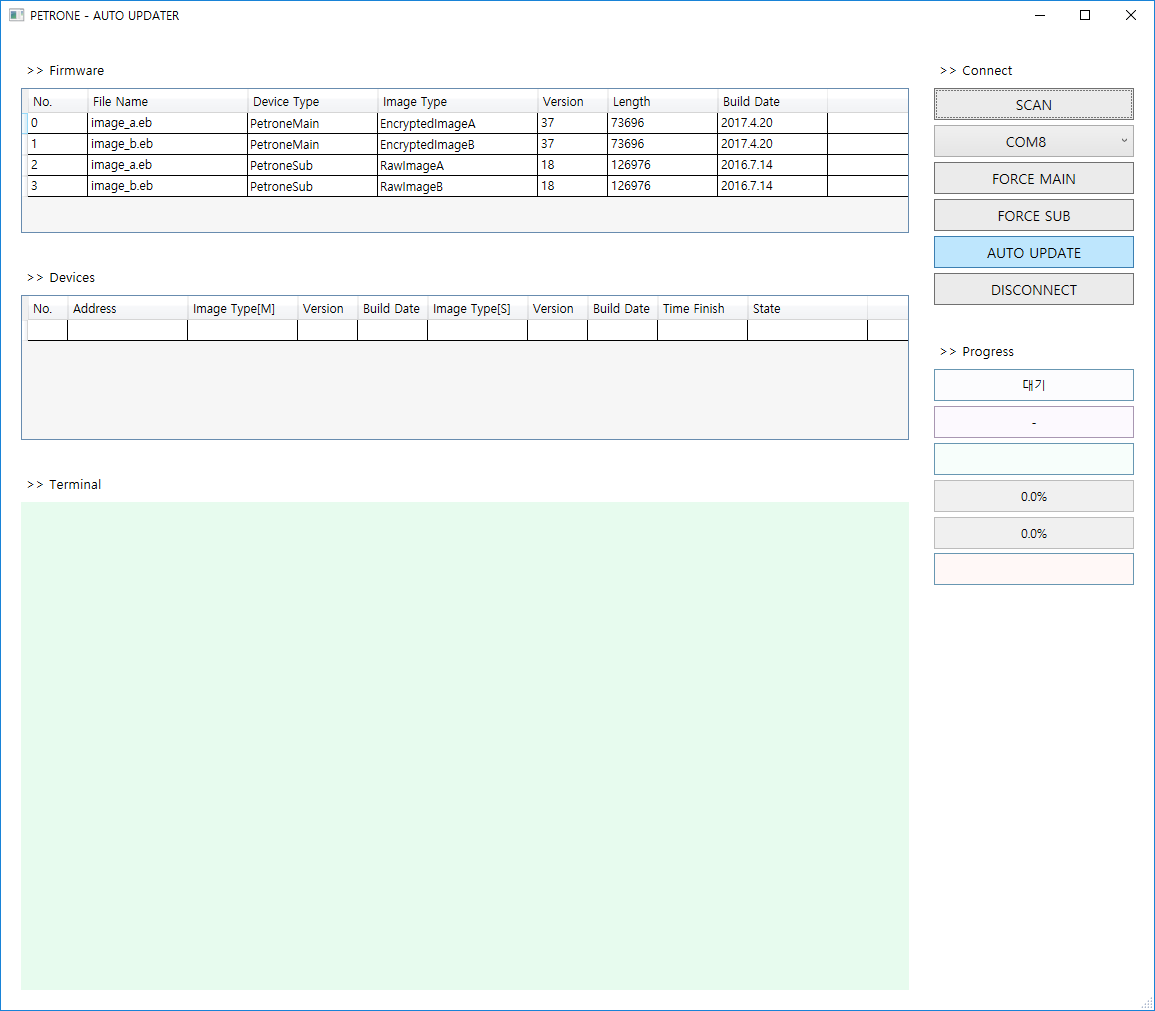 PETRONE - AUTO UPDATER
>> Firmware
No. File Name Device Type Image Type Version Length Build Date
0 image_a.eb PetroneMain EncryptedImageA 37 73696 2017.4.20
1 image_b.eb PetroneMain EncryptedImageB 37 73696 2017.4.20
2 image_a.eb PetroneSub RawImageA 18 126976 2016.7.14
3 image_b.eb PetroneSub RawImageB 18 126976 2016.7.14
>> Devices
No. Address Image Type[M] Version Build Date Image Type[S] Version Build Date Time Finish State
>> Terminal
>> Connect
SCAN
COM8
FORCE MAIN
FORCE SUB
AUTO UPDATE
DISCONNECT
>> Progress
대기
-
0.0%
0.0%